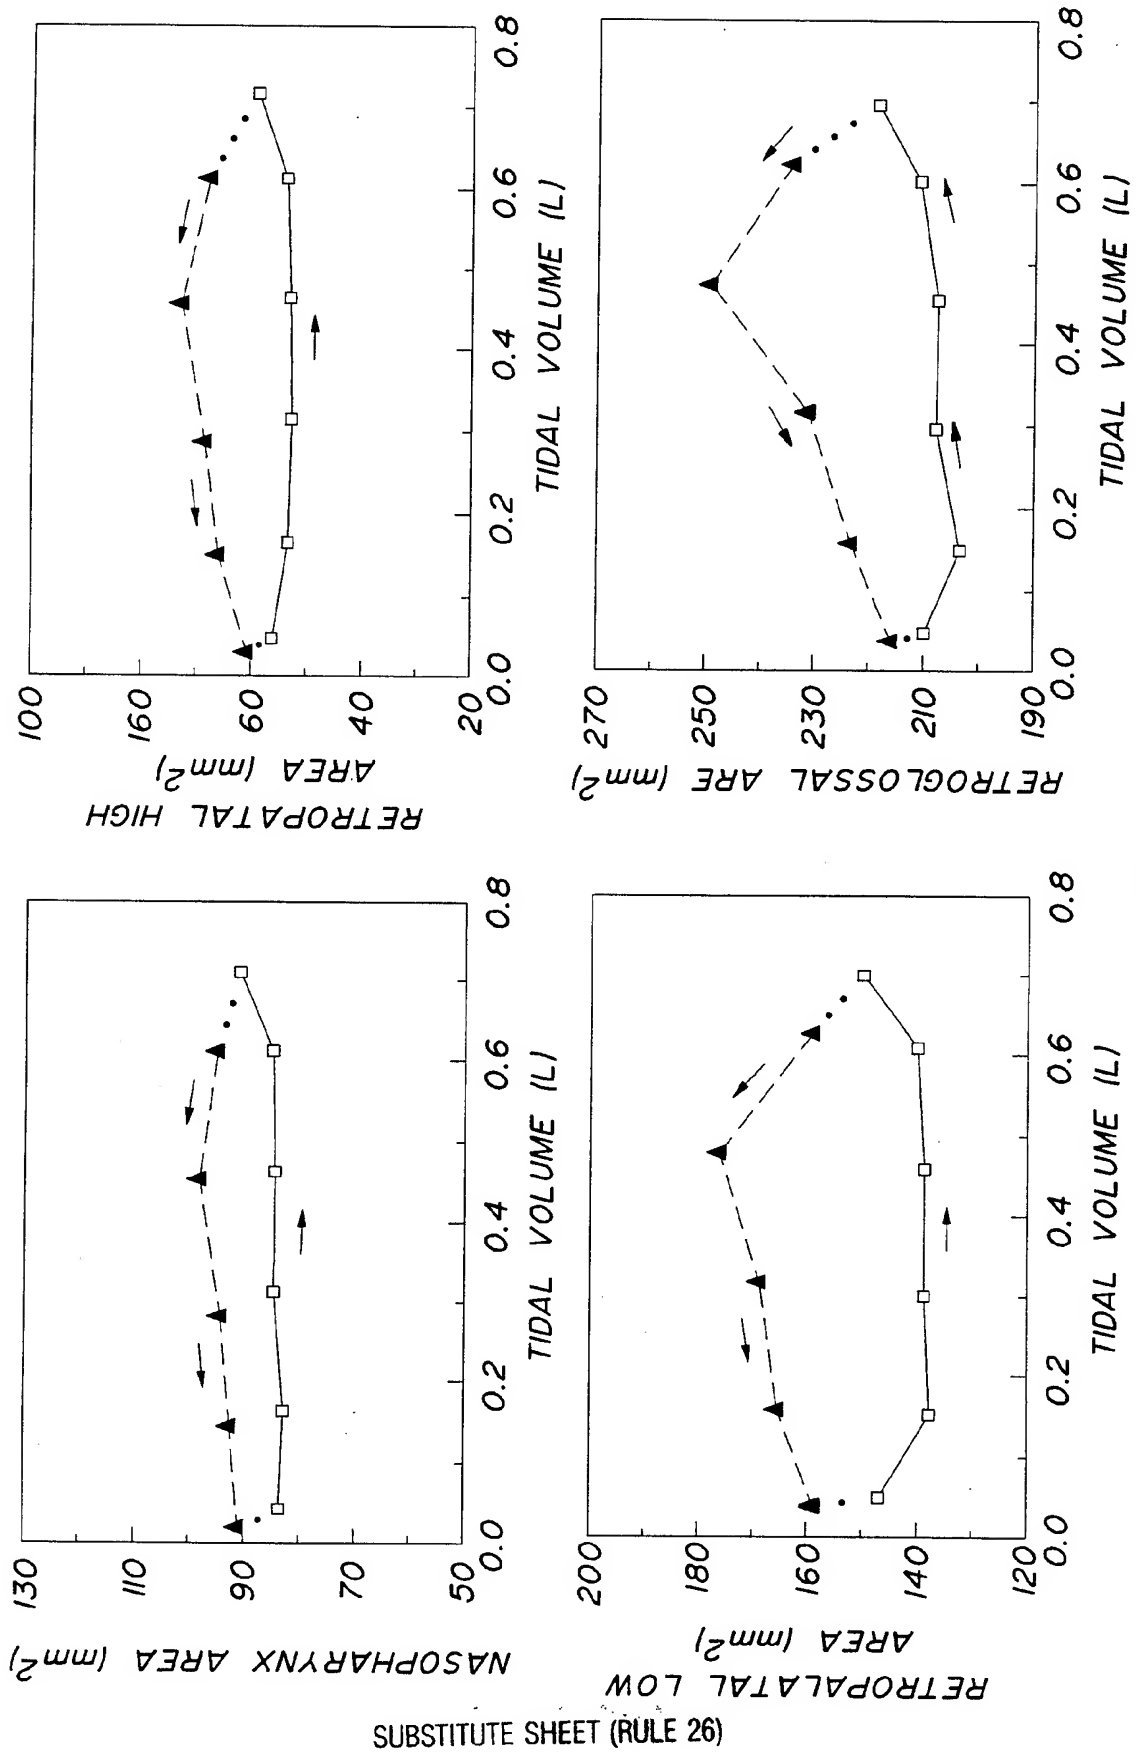 NASOPHARYNX AREA (mm²)
130
110
90
70
50
0.0 0.2 0.4 0.6 0.8
TIDAL VOLUME (L)
RETROPATAL HIGH
AREA (mm²)
100
160
60
40
20
0.0 0.2 0.4 0.6 0.8
TIDAL VOLUME (L)
RETROPALATAL LOW
AREA (mm²)
200
180
160
140
120
0.0 0.2 0.4 0.6 0.8
TIDAL VOLUME (L)
RETROGLOSSAL ARE (mm²)
270
250
230
210
190
0.0 0.2 0.4 0.6 0.8
TIDAL VOLUME (L)
SUBSTITUTE SHEET (RULE 26)